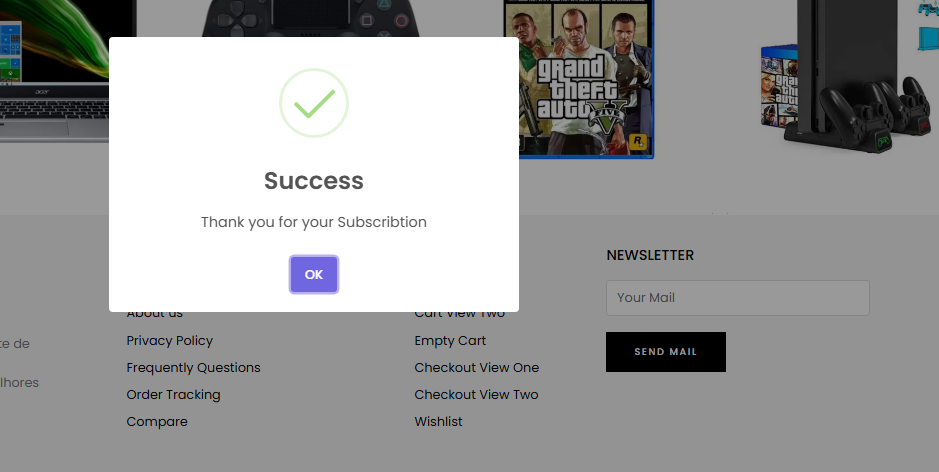 acer
grand
theft
auto
V
FIVE
R
Success
Thank you for your Subscribtion
OK
NEWSLETTER
Your Mail
SEND MAIL
te de
lhores
About us
Privacy Policy
Frequently Questions
Order Tracking
Compare
Cart View Two
Empty Cart
Checkout View One
Checkout View Two
Wishlist